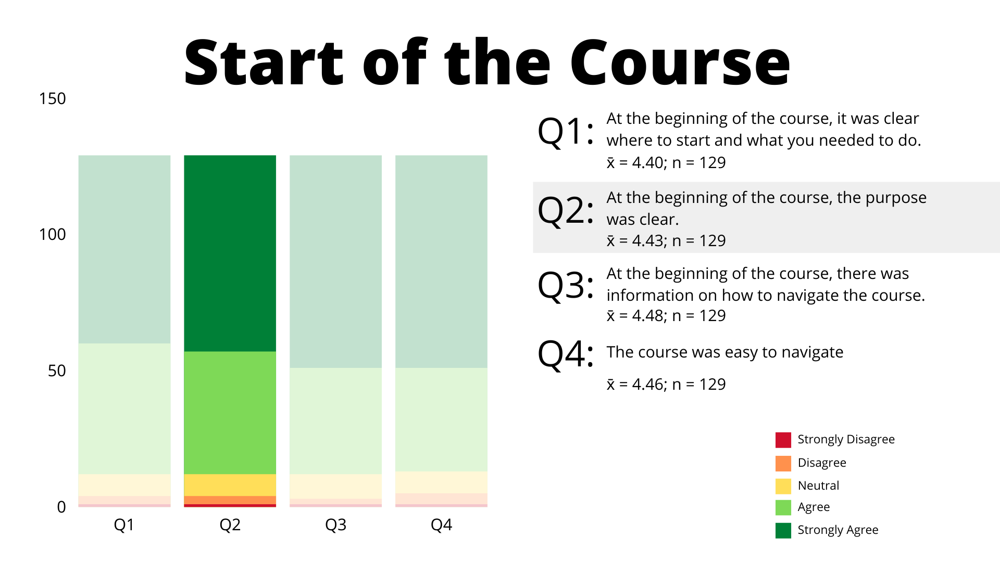 Start of the Course
150
100
50
0
Q1
Q2
Q3
Q4
Q1:
At the beginning of the course, it was clear
where to start and what you needed to do.
x̄ = 4.40; n = 129
Q2:
At the beginning of the course, the purpose
was clear.
x̄ = 4.43; n = 129
Q3:
At the beginning of the course, there was
information on how to navigate the course.
x̄ = 4.48; n = 129
Q4:
The course was easy to navigate
x̄ = 4.46; n = 129
Strongly Disagree
Disagree
Neutral
Agree
Strongly Agree